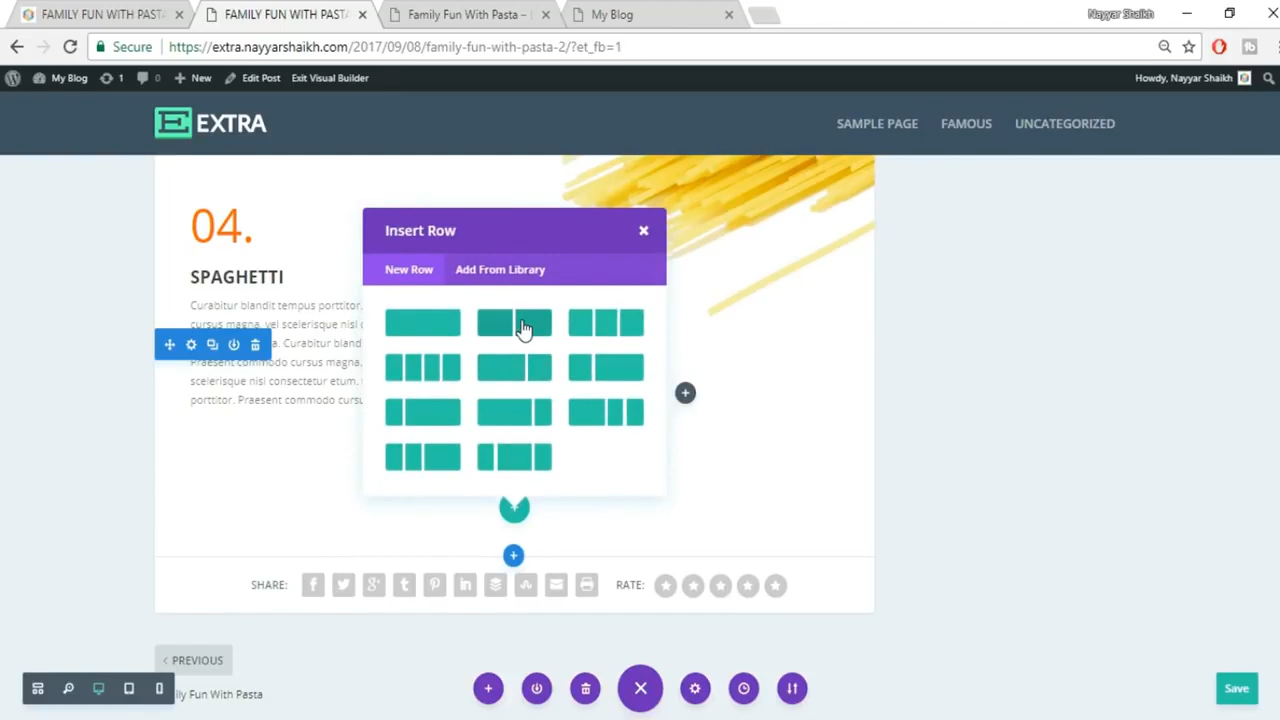 FAMILY FUN WITH PASTA
FAMILY FUN WITH PASTA
Family Fun With Pasta –
My Blog
Nayyar Shaikh
Secure
https://extra.nayyarshaikh.com/2017/09/08/family-fun-with-pasta-2/?et_fb=1
My Blog
1
0
New
Edit Post
Exit Visual Builder
Howdy, Nayyar Shaikh
EXTRA
SAMPLE PAGE
FAMOUS
UNCATEGORIZED
04.
SPAGHETTI
Curabitur blandit tempus porttitor.
cursus magna, vel scelerisque nisl
Curabitur blandit
Praesent commodo cursus magna,
scelerisque nisl consectetur etum.
porttitor. Praesent commodo
Insert Row
New Row
Add From Library
SHARE:
RATE:
PREVIOUS
Fun With Pasta
Save